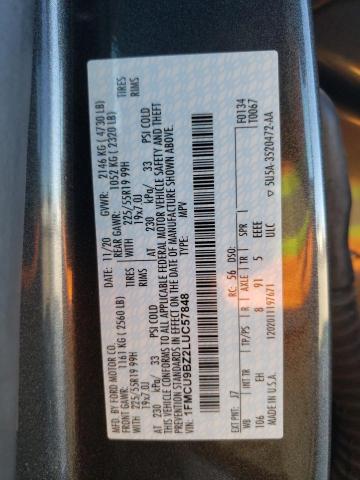 MFD. BY FORD MOTOR CO.
DATE: 11/20 GVWR: 2146 KG ( 4730 LB)
FRONT GAWR: 1161 KG ( 2560 LB) REAR GAWR: 1052 KG ( 2320 LB)
WITH 225/55R19 99H TIRES WITH 225/55R19 99H TIRES
19x7.0J RIMS 19x7.0J RIMS
AT 230 kPa/ 33 PSI COLD AT 230 kPa/ 33 PSI COLD
THIS VEHICLE CONFORMS TO ALL APPLICABLE FEDERAL MOTOR VEHICLE SAFETY AND THEFT PREVENTION STANDARDS IN EFFECT ON THE DATE OF MANUFACTURE SHOWN ABOVE.
VIN: 1FMCU9BZ2LUC57848 TYPE: MPV
F0134
T0067
EXT PNT: J7 RC: 56 DSO:
WB INT TR TP/PS R AXLE TR SPR
106 EH 8 91 5 EEEE
1202011197671 ULC 5U5A-3520472-AA